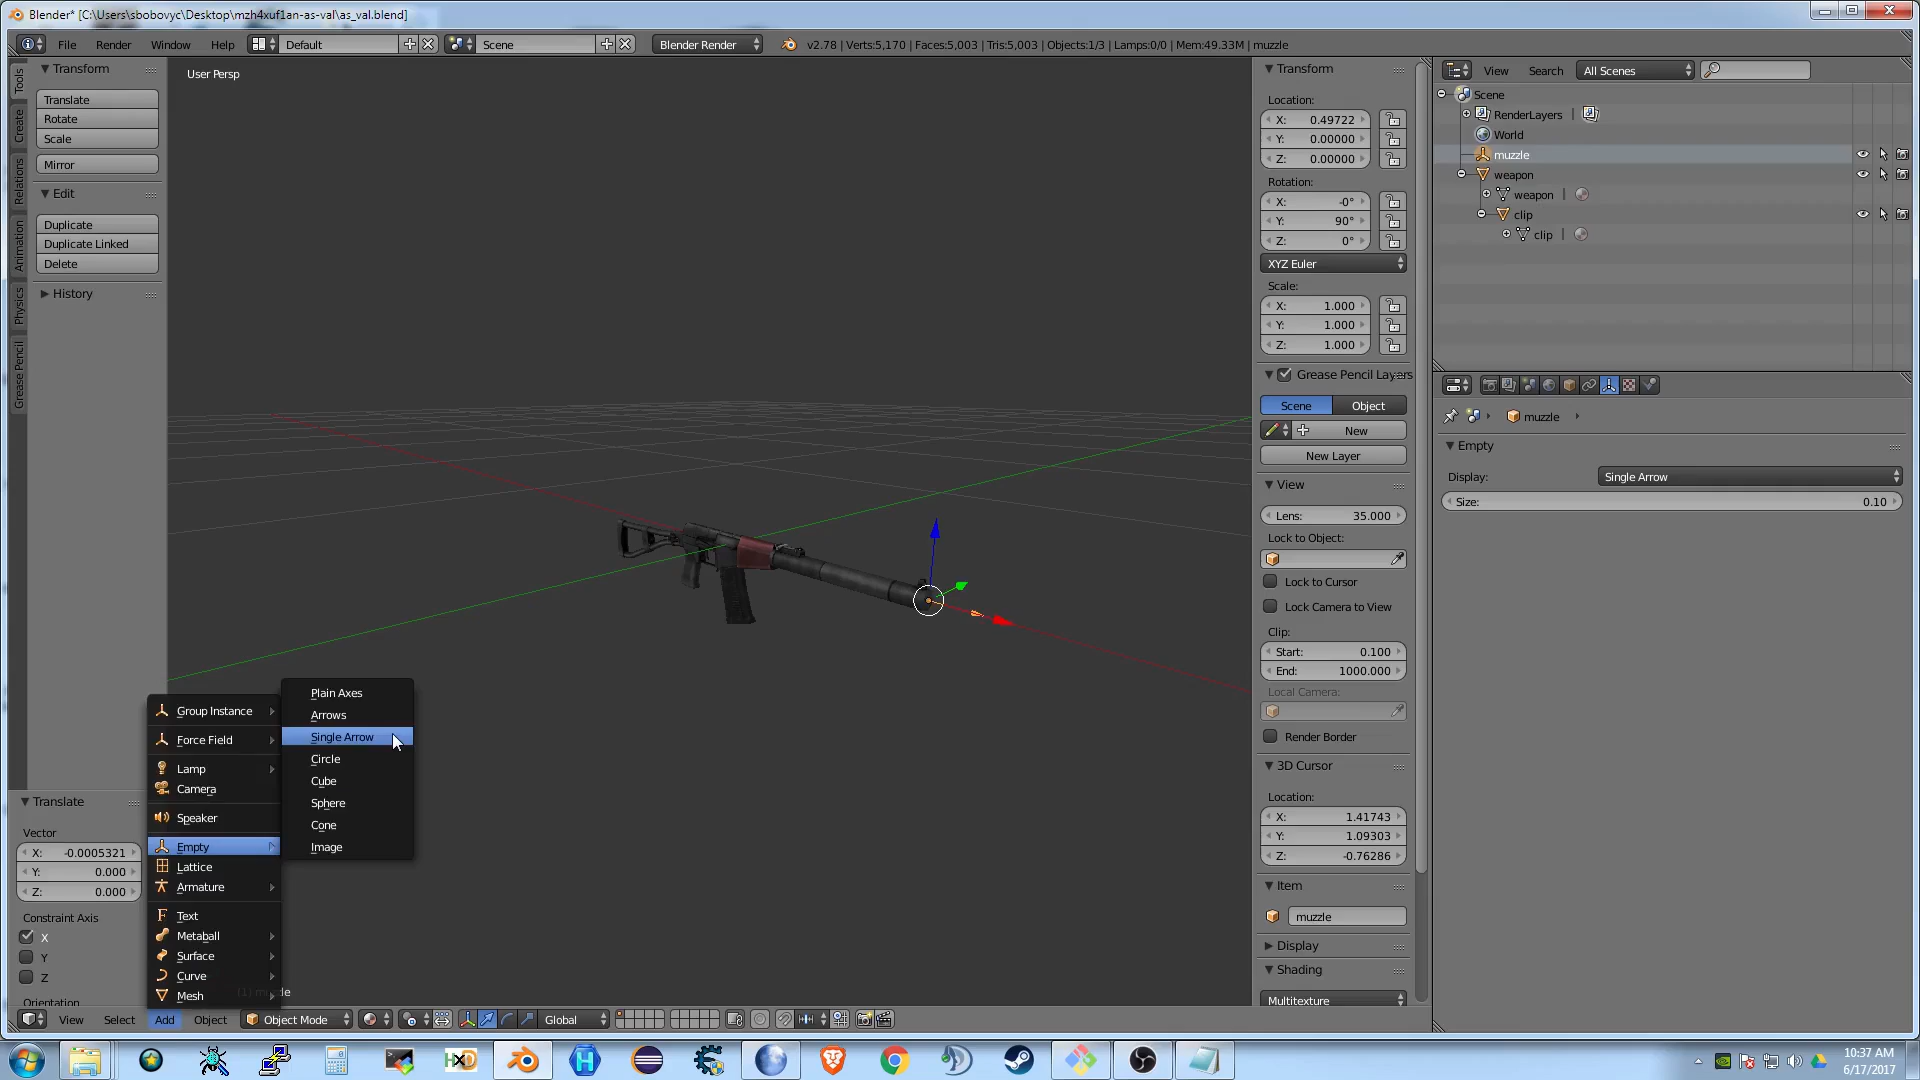 Blender* [C:\Users\sbobovyc\Desktop\mzh4xuf1an-as-val\as_val.blend]
File Render Window Help Default Scene Blender Render v2.78 | Verts:5,170 | Faces:5,003 | Tris:5,003 | Objects:1/3 | Lamps:0/0 | Mem:49.33M | muzzle
Tools
Create
Relations
Animation
Physics
Grease Pencil
Transform
Translate
Rotate
Scale
Mirror
Edit
Duplicate
Duplicate Linked
Delete
History
User Persp
Translate
Vector
X: -0.0005321
Y: 0.000
Z: 0.000
Constraint Axis
X
Y
Z
Orientation
Group Instance
Force Field
Lamp
Camera
Speaker
Empty
Lattice
Armature
Text
Metaball
Surface
Curve
Mesh
Plain Axes
Arrows
Single Arrow
Circle
Cube
Sphere
Cone
Image
View Select Add Object Object Mode Global
Transform
Location:
X: 0.49722
Y: 0.00000
Z: 0.00000
Rotation:
X: -0°
Y: 90°
Z: 0°
XYZ Euler
Scale:
X: 1.000
Y: 1.000
Z: 1.000
Grease Pencil Layers
Scene Object
New
New Layer
View
Lens: 35.000
Lock to Object:
Lock to Cursor
Lock Camera to View
Clip:
Start: 0.100
End: 1000.000
Local Camera:
Render Border
3D Cursor
Location:
X: 1.41743
Y: 1.09303
Z: -0.76286
Item
muzzle
Display
Shading
Multitexture
View Search All Scenes
Scene
RenderLayers
World
muzzle
weapon
weapon
clip
clip
muzzle
Empty
Display: Single Arrow
Size: 0.10
HXD
10:37 AM
6/17/2017